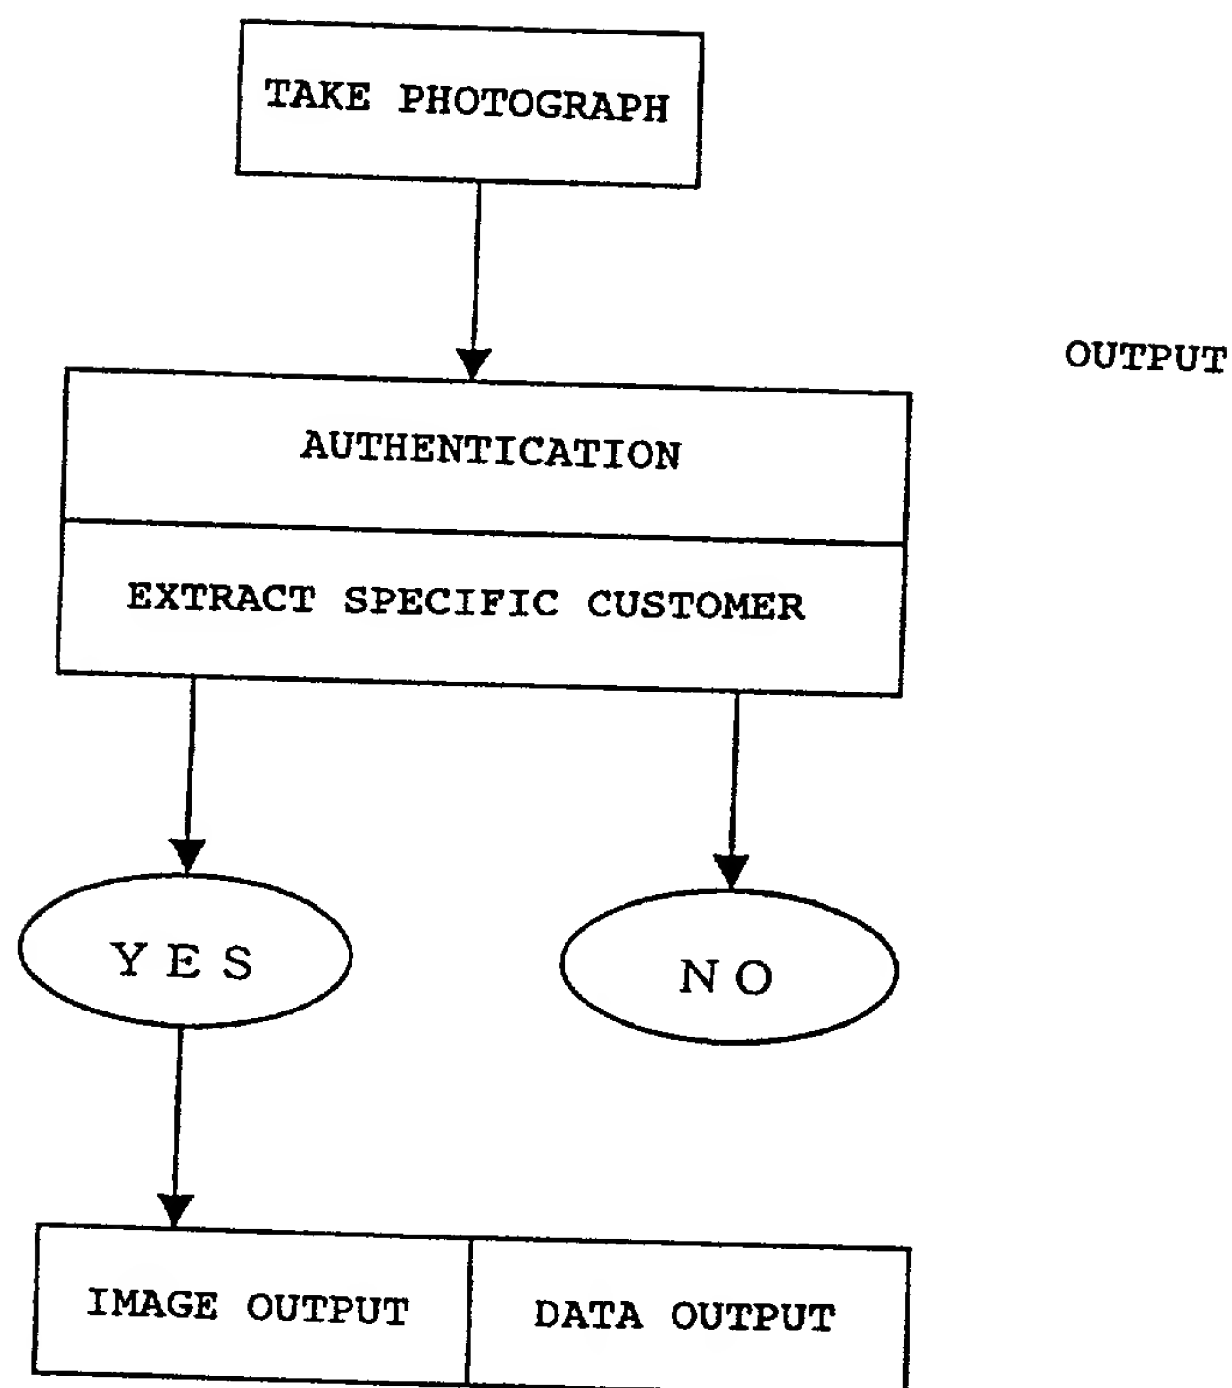 TAKE PHOTOGRAPH
OUTPUT
AUTHENTICATION
EXTRACT SPECIFIC CUSTOMER
YES
NO
IMAGE OUTPUT
DATA OUTPUT